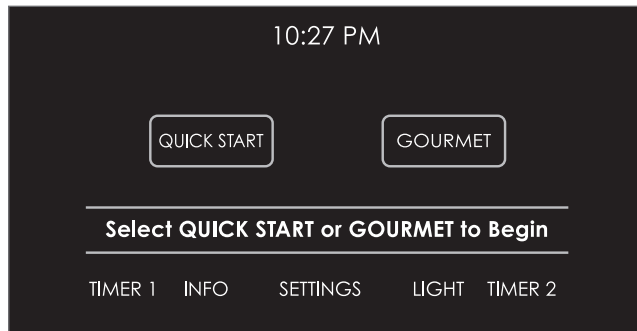 10:27 PM
QUICK START GOURMET
Select QUICK START or GOURMET to Begin
TIMER 1 INFO SETTINGS LIGHT TIMER 2